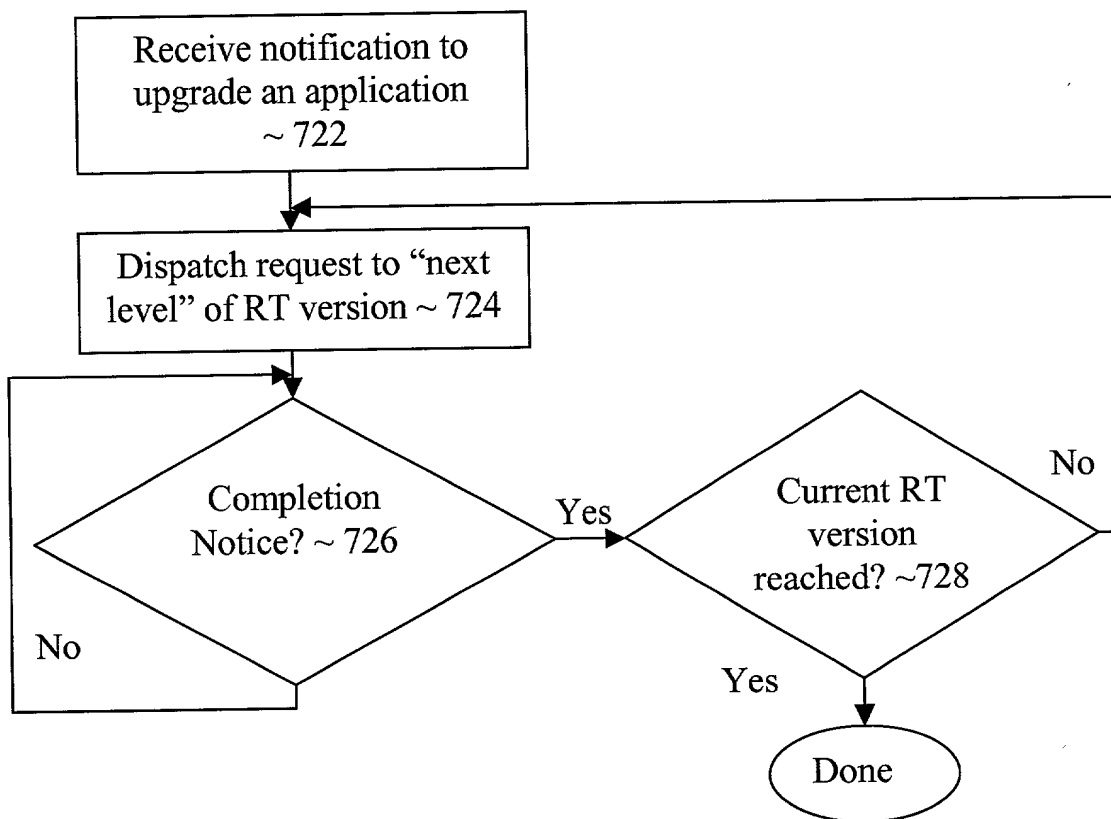 Receive notification to
upgrade an application
~ 722
Dispatch request to “next
level” of RT version ~ 724
Completion
Notice? ~ 726
Yes
No
Current RT
version
reached? ~728
No
Yes
Done